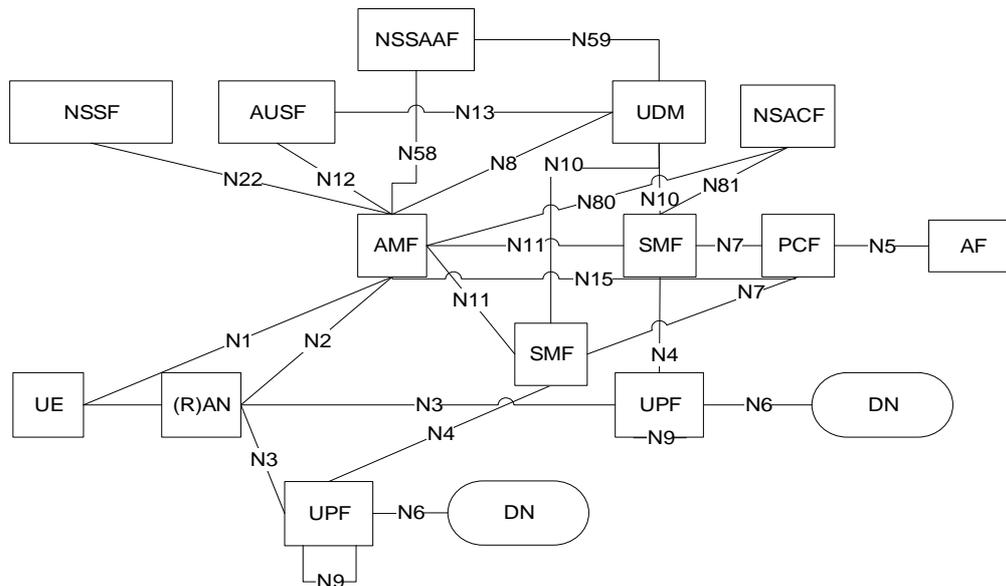 NSSAAF
N59
NSSF
AUSF
N13
UDM
NSACF
N58
N22
N12
N8
N10
N10
N80
N81
AMF
N11
SMF
N7
PCF
N5
AF
N15
N11
N7
N1
N2
SMF
N4
UE
(R)AN
N3
UPF
N6
DN
N4
N9
N3
UPF
N6
DN
N9